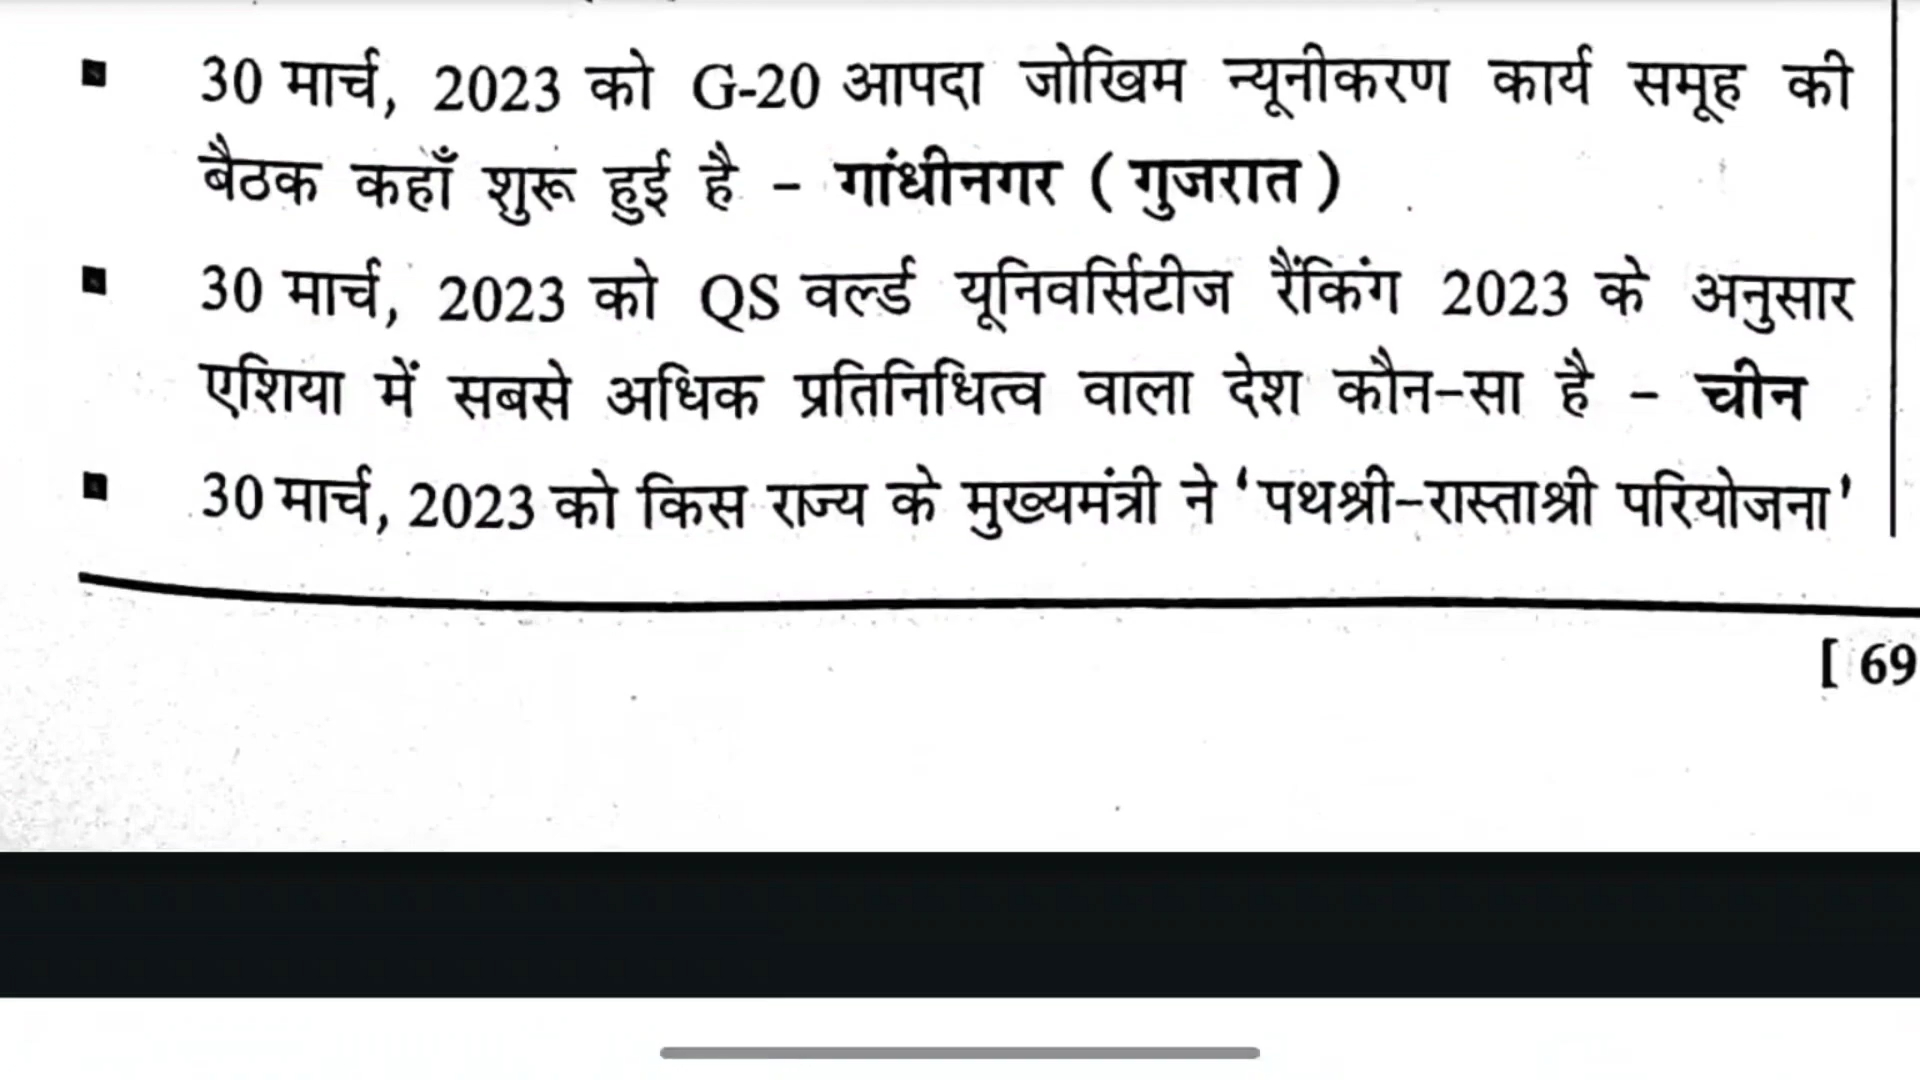 ▪ 30 मार्च, 2023 को G-20 आपदा जोखिम न्यूनीकरण कार्य समूह की
बैठक कहाँ शुरू हुई है - गांधीनगर ( गुजरात )
▪ 30 मार्च, 2023 को QS वर्ल्ड यूनिवर्सिटीज रैंकिंग 2023 के अनुसार
एशिया में सबसे अधिक प्रतिनिधित्व वाला देश कौन-सा है - चीन
▪ 30 मार्च, 2023 को किस राज्य के मुख्यमंत्री ने ‘पथश्री-रास्ताश्री परियोजना’
[ 69